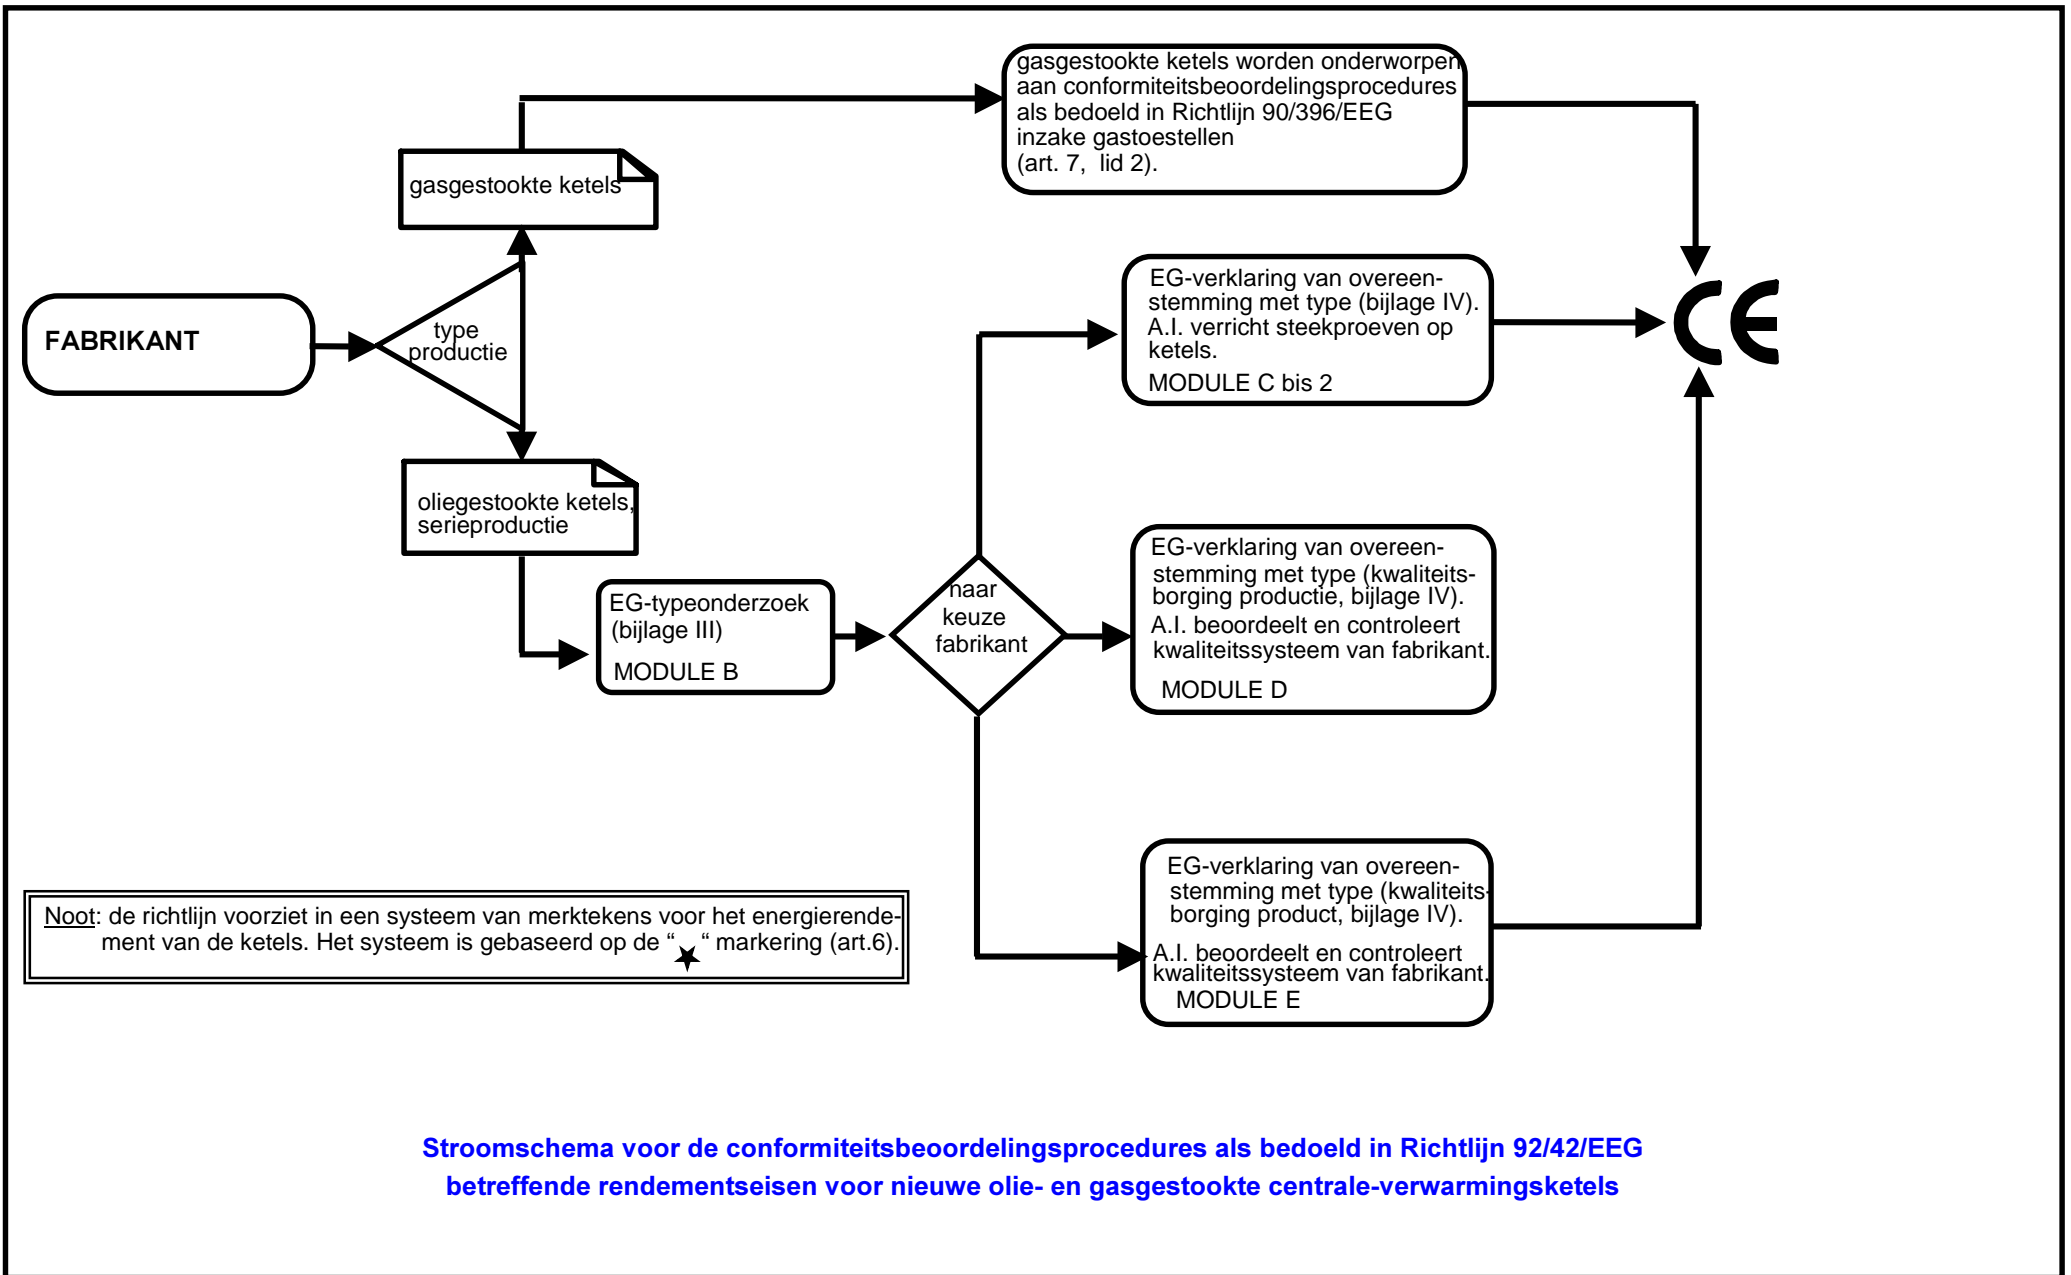 gasgestookte ketels worden onderworpen
aan conformiteitsbeoordelingsprocedures
als bedoeld in Richtlijn 90/396/EEG
inzake gastoestellen
(art. 7, lid 2).
gasgestookte ketels
FABRIKANT
type
productie
EG-verklaring van overeen-
stemming met type (bijlage IV).
A.I. verricht steekproeven op
ketels.
MODULE C bis 2
CE
oliegestookte ketels,
serieproductie
EG-typeonderzoek
(bijlage III)
MODULE B
naar
keuze
fabrikant
EG-verklaring van overeen-
stemming met type (kwaliteits-
borging productie, bijlage IV).
A.I. beoordeelt en controleert
kwaliteitssysteem van fabrikant.
MODULE D
EG-verklaring van overeen-
stemming met type (kwaliteits-
borging product, bijlage IV).
A.I. beoordeelt en controleert
kwaliteitssysteem van fabrikant.
MODULE E
Noot: de richtlijn voorziet in een systeem van merktekens voor het energierende-
ment van de ketels. Het systeem is gebaseerd op de “★“ markering (art.6).
Stroomschema voor de conformiteitsbeoordelingsprocedures als bedoeld in Richtlijn 92/42/EEG
betreffende rendementseisen voor nieuwe olie- en gasgestookte centrale-verwarmingsketels